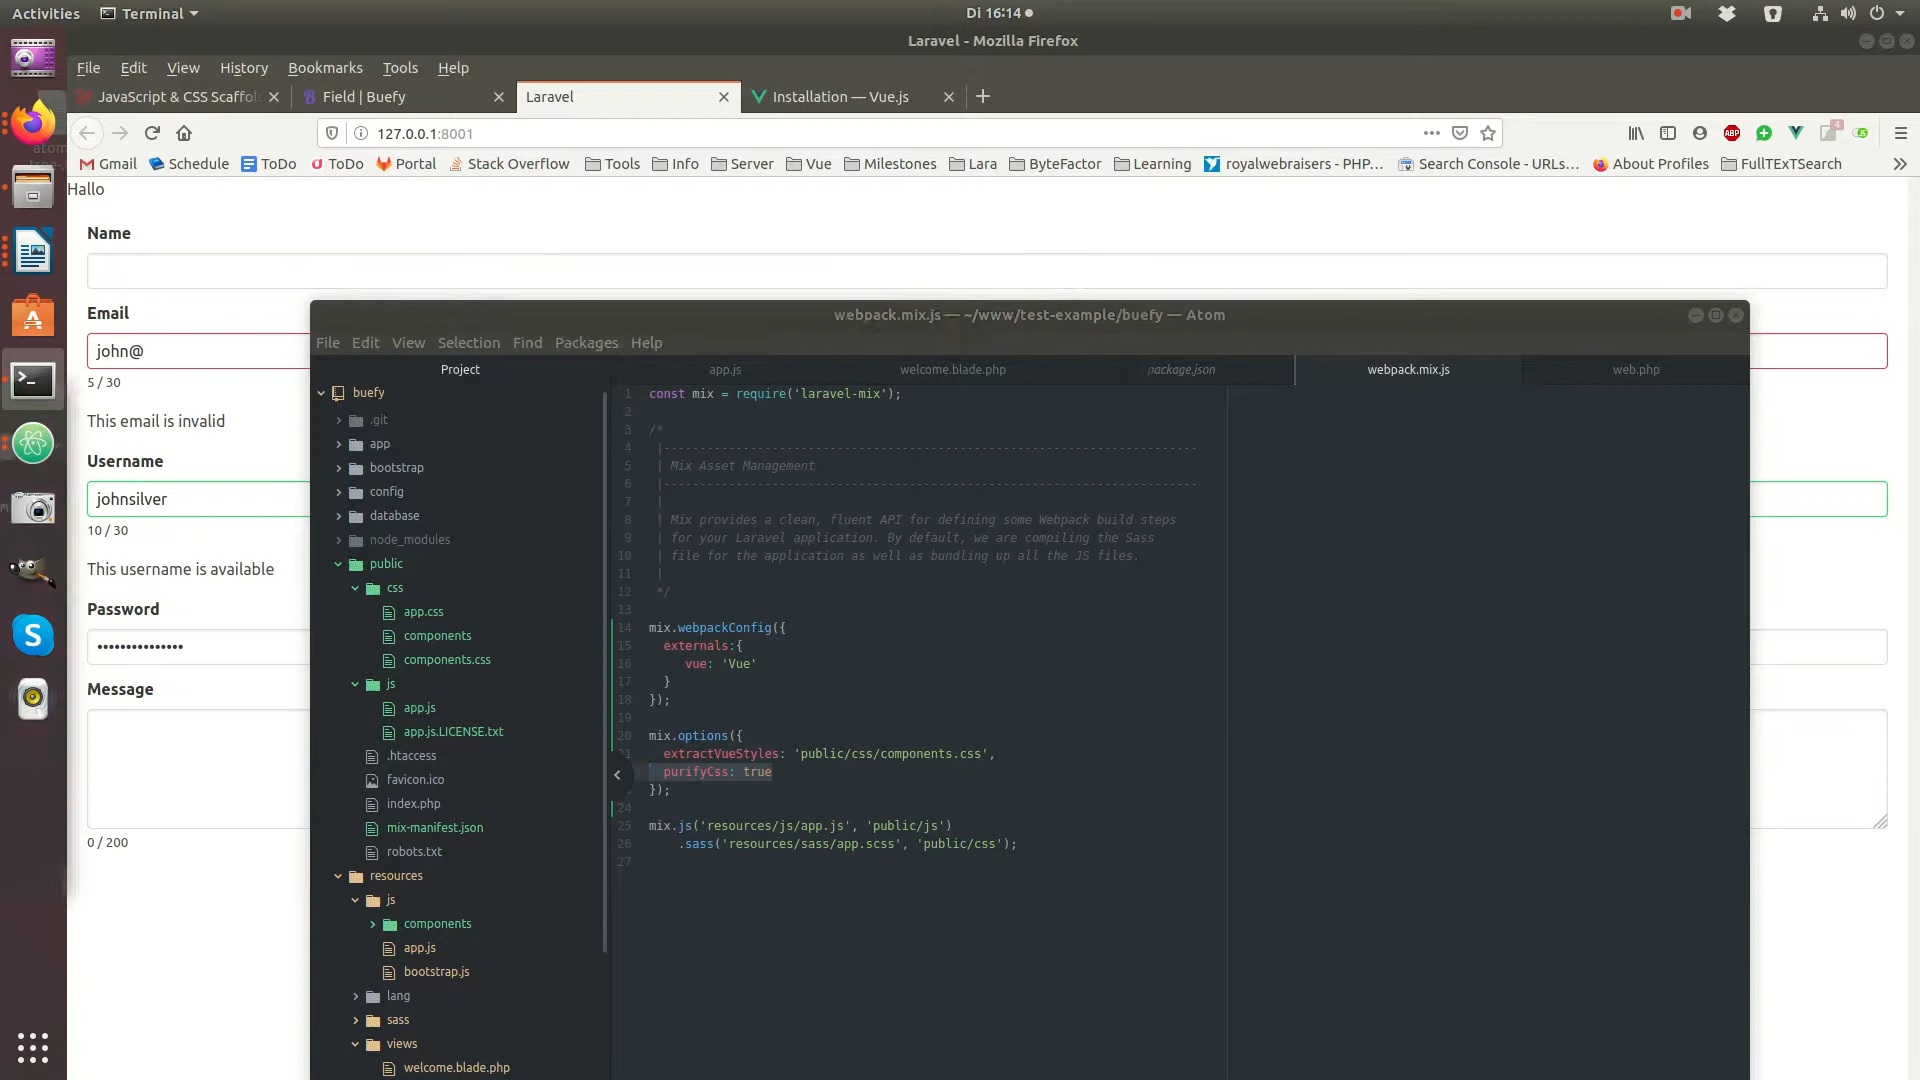 Activities
Terminal
Di 16:14
Laravel - Mozilla Firefox
File Edit View History Bookmarks Tools Help
JavaScript & CSS Scaffol
Field | Buefy
Laravel
Installation — Vue.js
127.0.0.1:8001
ABP
4
Gmail Schedule ToDo ToDo Portal Stack Overflow Tools Info Server Vue Milestones Lara ByteFactor Learning royalwebraisers - PHP… Search Console - URLs… About Profiles FullTExTSearch
Hallo
Name
Email
john@
5 / 30
This email is invalid
Username
johnsilver
10 / 30
This username is available
Password
•••••••••••••••
Message
0 / 200
webpack.mix.js — ~/www/test-example/buefy — Atom
File Edit View Selection Find Packages Help
Project
buefy
.git
app
bootstrap
config
database
node_modules
public
css
app.css
components
components.css
js
app.js
app.js.LICENSE.txt
.htaccess
favicon.ico
index.php
mix-manifest.json
robots.txt
resources
js
components
app.js
bootstrap.js
lang
sass
views
welcome.blade.php
app.js welcome.blade.php package.json webpack.mix.js web.php
1 const mix = require('laravel-mix');
2
3 /*
4 |--------------------------------------------------------------------------
5 | Mix Asset Management
6 |--------------------------------------------------------------------------
7 |
8 | Mix provides a clean, fluent API for defining some Webpack build steps
9 | for your Laravel application. By default, we are compiling the Sass
10 | file for the application as well as bundling up all the JS files.
11 |
12 */
13
14 mix.webpackConfig({
15 externals:{
16 vue: 'Vue'
17 }
18 });
19
20 mix.options({
21 extractVueStyles: 'public/css/components.css',
purifyCss: true
});
24
25 mix.js('resources/js/app.js', 'public/js')
26 .sass('resources/sass/app.scss', 'public/css');
27